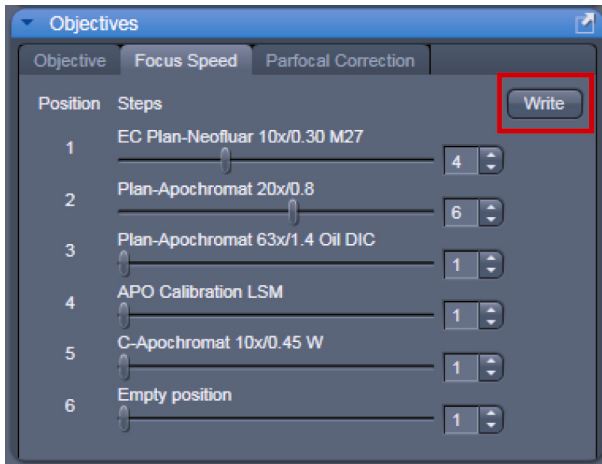 Objectives
Objective Focus Speed Parfocal Correction
Position Steps Write
EC Plan-Neofluar 10x/0.30 M27
1 4
Plan-Apochromat 20x/0.8
2 6
Plan-Apochromat 63x/1.4 Oil DIC
3 1
APO Calibration LSM
4 1
C-Apochromat 10x/0.45 W
5 1
Empty position
6 1